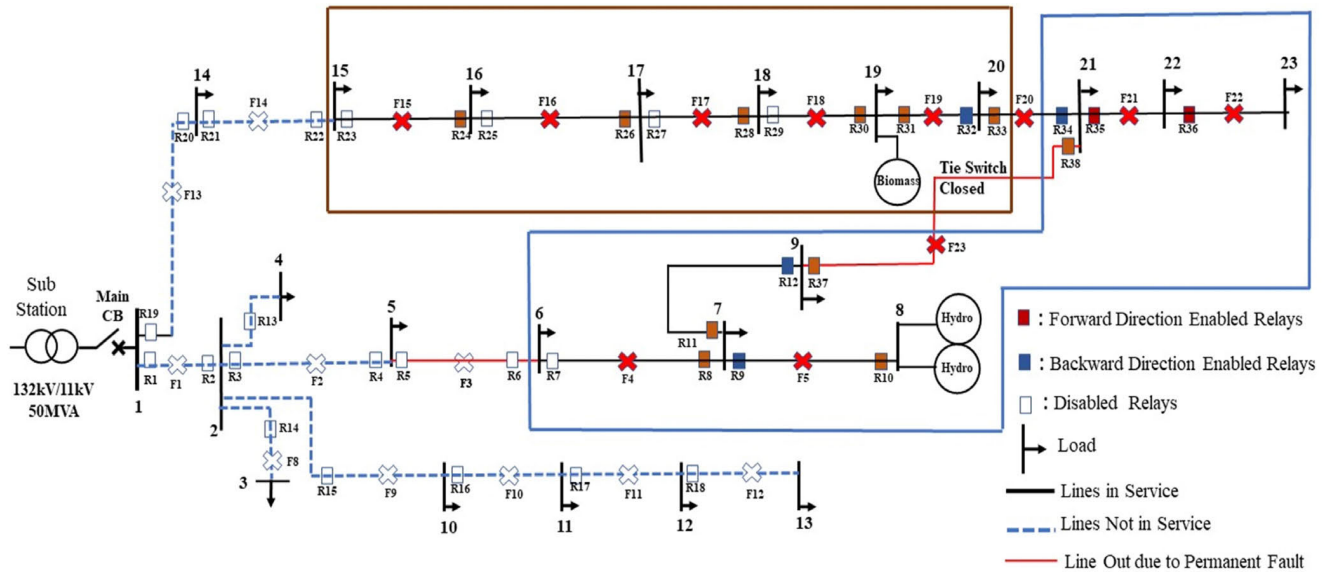 14
F14
R20
R21
R22
15
R23
F15
16
R24
R25
F16
17
R26
R27
F17
18
R28
R29
F18
19
R30
R31
F19
20
R32
R33
F20
21
R34
R35
F21
22
R36
F22
23
R38
Biomass
Tie Switch
Closed
F13
F23
9
R12
R37
4
R13
Sub
Station
Main
CB
132kV/11kV
50MVA
R19
R1
1
F1
R2
R3
2
F2
5
R4
R5
F3
6
R6
R7
F4
7
R11
R8
R9
F5
8
R10
Hydro
Hydro
R14
F8
3
R15
F9
R16
10
F10
R17
11
F11
R18
12
F12
13
: Forward Direction Enabled Relays
: Backward Direction Enabled Relays
: Disabled Relays
Load
Lines in Service
Lines Not in Service
Line Out due to Permanent Fault